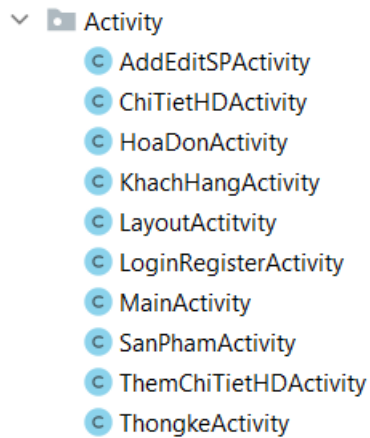 Activity
C AddEditSPActivity
C ChiTietHDActivity
C HoaDonActivity
C KhachHangActivity
C LayoutActitvity
C LoginRegisterActivity
C MainActivity
C SanPhamActivity
C ThemChiTietHDActivity
C ThongkeActivity